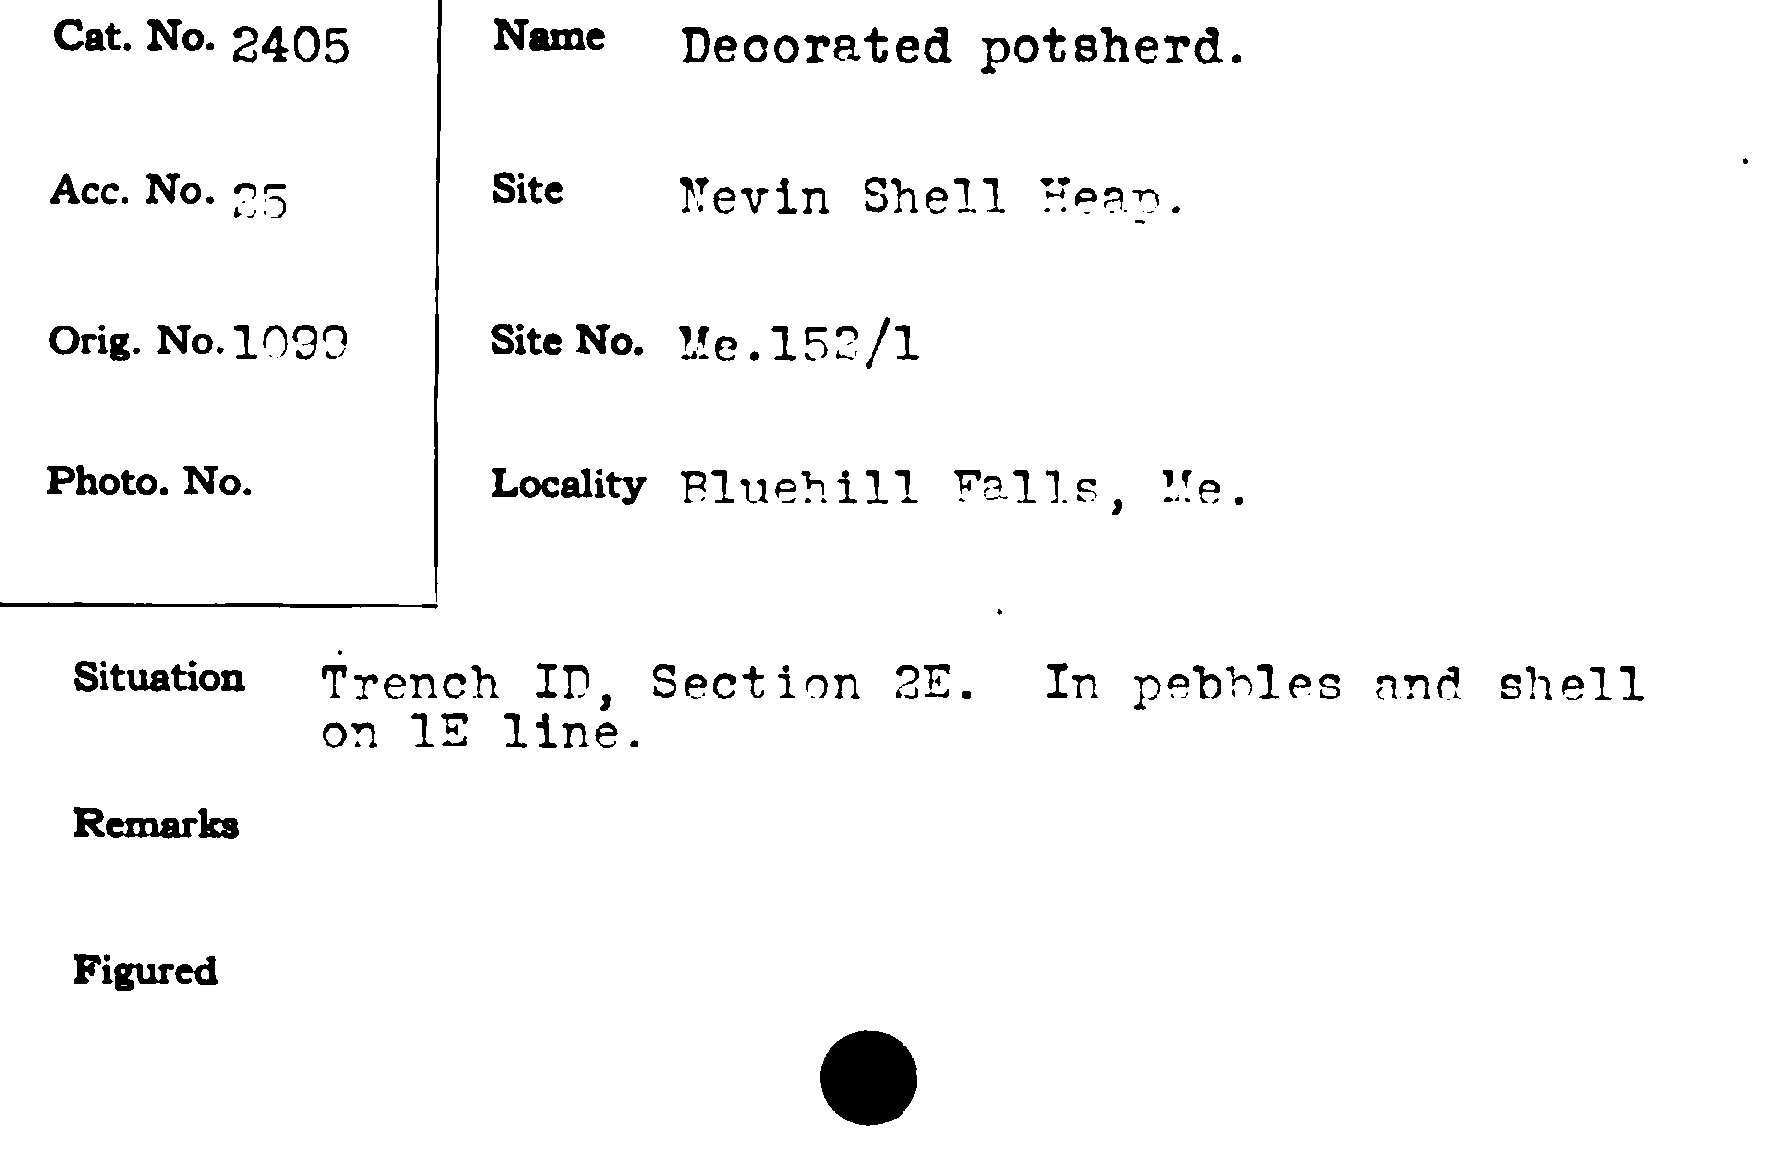 Cat. No. 2405
Name Decorated potsherd.
Acc. No. 35
Site Nevin Shell Heap.
Orig. No. 1099
Site No. Me.152/1
Photo. No.
Locality Bluehill Falls, Me.
Situation Trench ID, Section 2E. In pebbles and shell
on 1E line.
Remarks
Figured